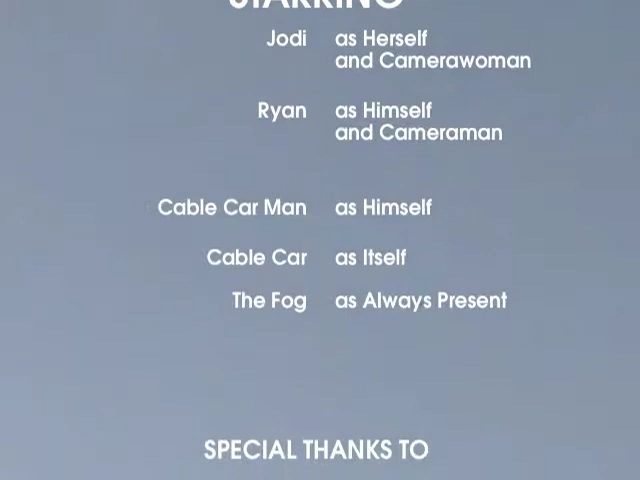 STARRING
Jodi as Herself
and Camerawoman
Ryan as Himself
and Cameraman
Cable Car Man as Himself
Cable Car as Itself
The Fog as Always Present
SPECIAL THANKS TO